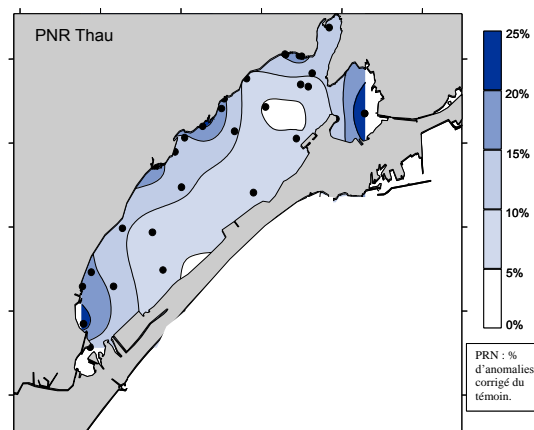 PNR Thau
25%
20%
15%
10%
5%
0%
PRN : %
d'anomalies
corrigé du
témoin.